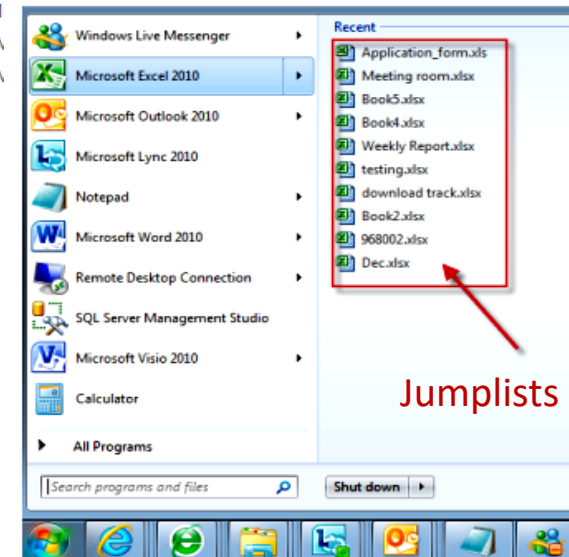 Windows Live Messenger
Microsoft Excel 2010
Microsoft Outlook 2010
Microsoft Lync 2010
Notepad
Microsoft Word 2010
Remote Desktop Connection
SQL Server Management Studio
Microsoft Visio 2010
Calculator
All Programs
Search programs and files
Recent
Application_form.xls
Meeting room.xlsx
Book5.xlsx
Book4.xlsx
Weekly Report.xlsx
testing.xlsx
download track.xlsx
Book2.xlsx
968002.xlsx
Dec.xlsx
Jumplists
Shut down